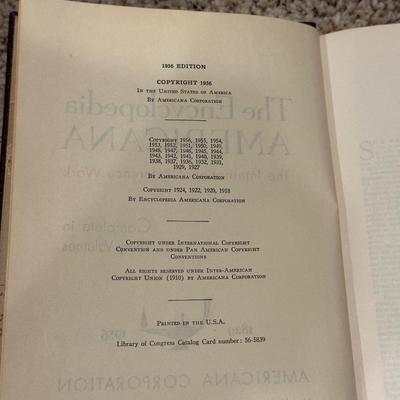 1956 EDITION
COPYRIGHT 1956
IN THE UNITED STATES OF AMERICA
BY AMERICANA CORPORATION
COPYRIGHT 1956, 1955, 1954,
1953, 1952, 1951, 1950, 1949,
1948, 1947, 1946, 1945, 1944,
1943, 1942, 1941, 1940, 1939,
1938, 1937, 1936, 1932, 1931,
1929, 1927
BY AMERICANA CORPORATION
COPYRIGHT 1924, 1922, 1920, 1918
BY ENCYCLOPEDIA AMERICANA CORPORATION
COPYRIGHT UNDER INTERNATIONAL COPYRIGHT
CONVENTION AND UNDER PAN AMERICAN COPYRIGHT
CONVENTIONS
ALL RIGHTS RESERVED UNDER INTER-AMERICAN
COPYRIGHT UNION (1910) BY AMERICANA CORPORATION
PRINTED IN THE U.S.A.
Library of Congress Catalog Card number: 56-5839